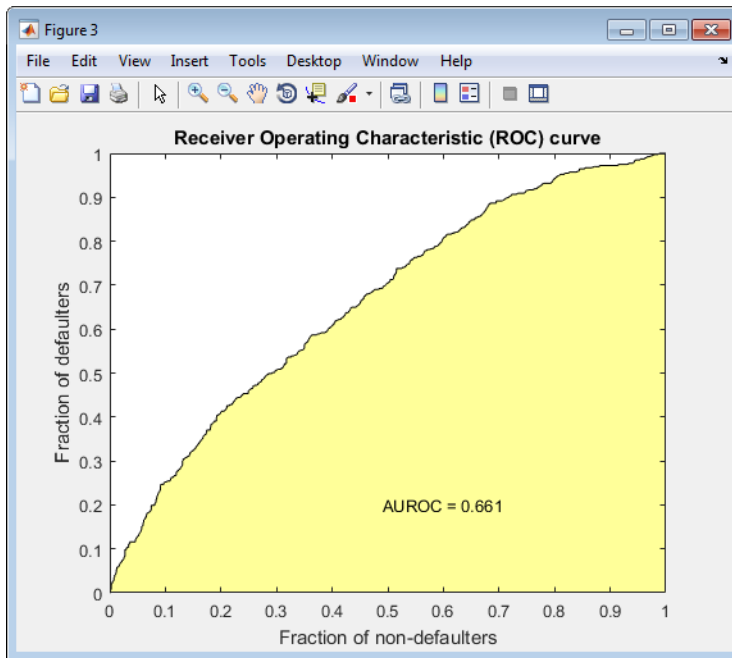 Figure 3
File Edit View Insert Tools Desktop Window Help
Receiver Operating Characteristic (ROC) curve
1
0.9
0.8
0.7
0.6
0.5
0.4
0.3
0.2
0.1
0
Fraction of defaulters
AUROC = 0.661
0 0.1 0.2 0.3 0.4 0.5 0.6 0.7 0.8 0.9 1
Fraction of non-defaulters